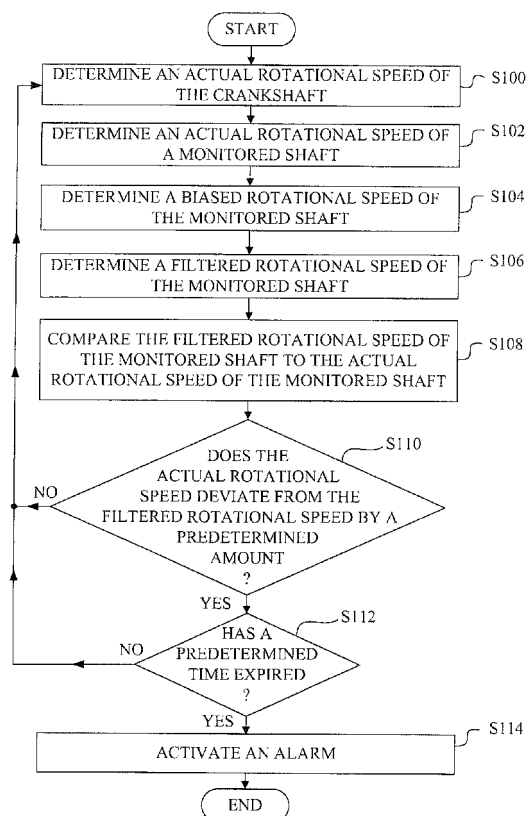 START
DETERMINE AN ACTUAL ROTATIONAL SPEED OF
THE CRANKSHAFT
S100
DETERMINE AN ACTUAL ROTATIONAL SPEED OF
A MONITORED SHAFT
S102
DETERMINE A BIASED ROTATIONAL SPEED OF
THE MONITORED SHAFT
S104
DETERMINE A FILTERED ROTATIONAL SPEED OF
THE MONITORED SHAFT
S106
COMPARE THE FILTERED ROTATIONAL SPEED OF
THE MONITORED SHAFT TO THE ACTUAL
ROTATIONAL SPEED OF THE MONITORED SHAFT
S108
DOES THE
ACTUAL ROTATIONAL
SPEED DEVIATE FROM THE
FILTERED ROTATIONAL SPEED BY A
PREDETERMINED
AMOUNT
?
S110
NO
YES
HAS A
PREDETERMINED
TIME EXPIRED
?
S112
NO
YES
ACTIVATE AN ALARM
S114
END